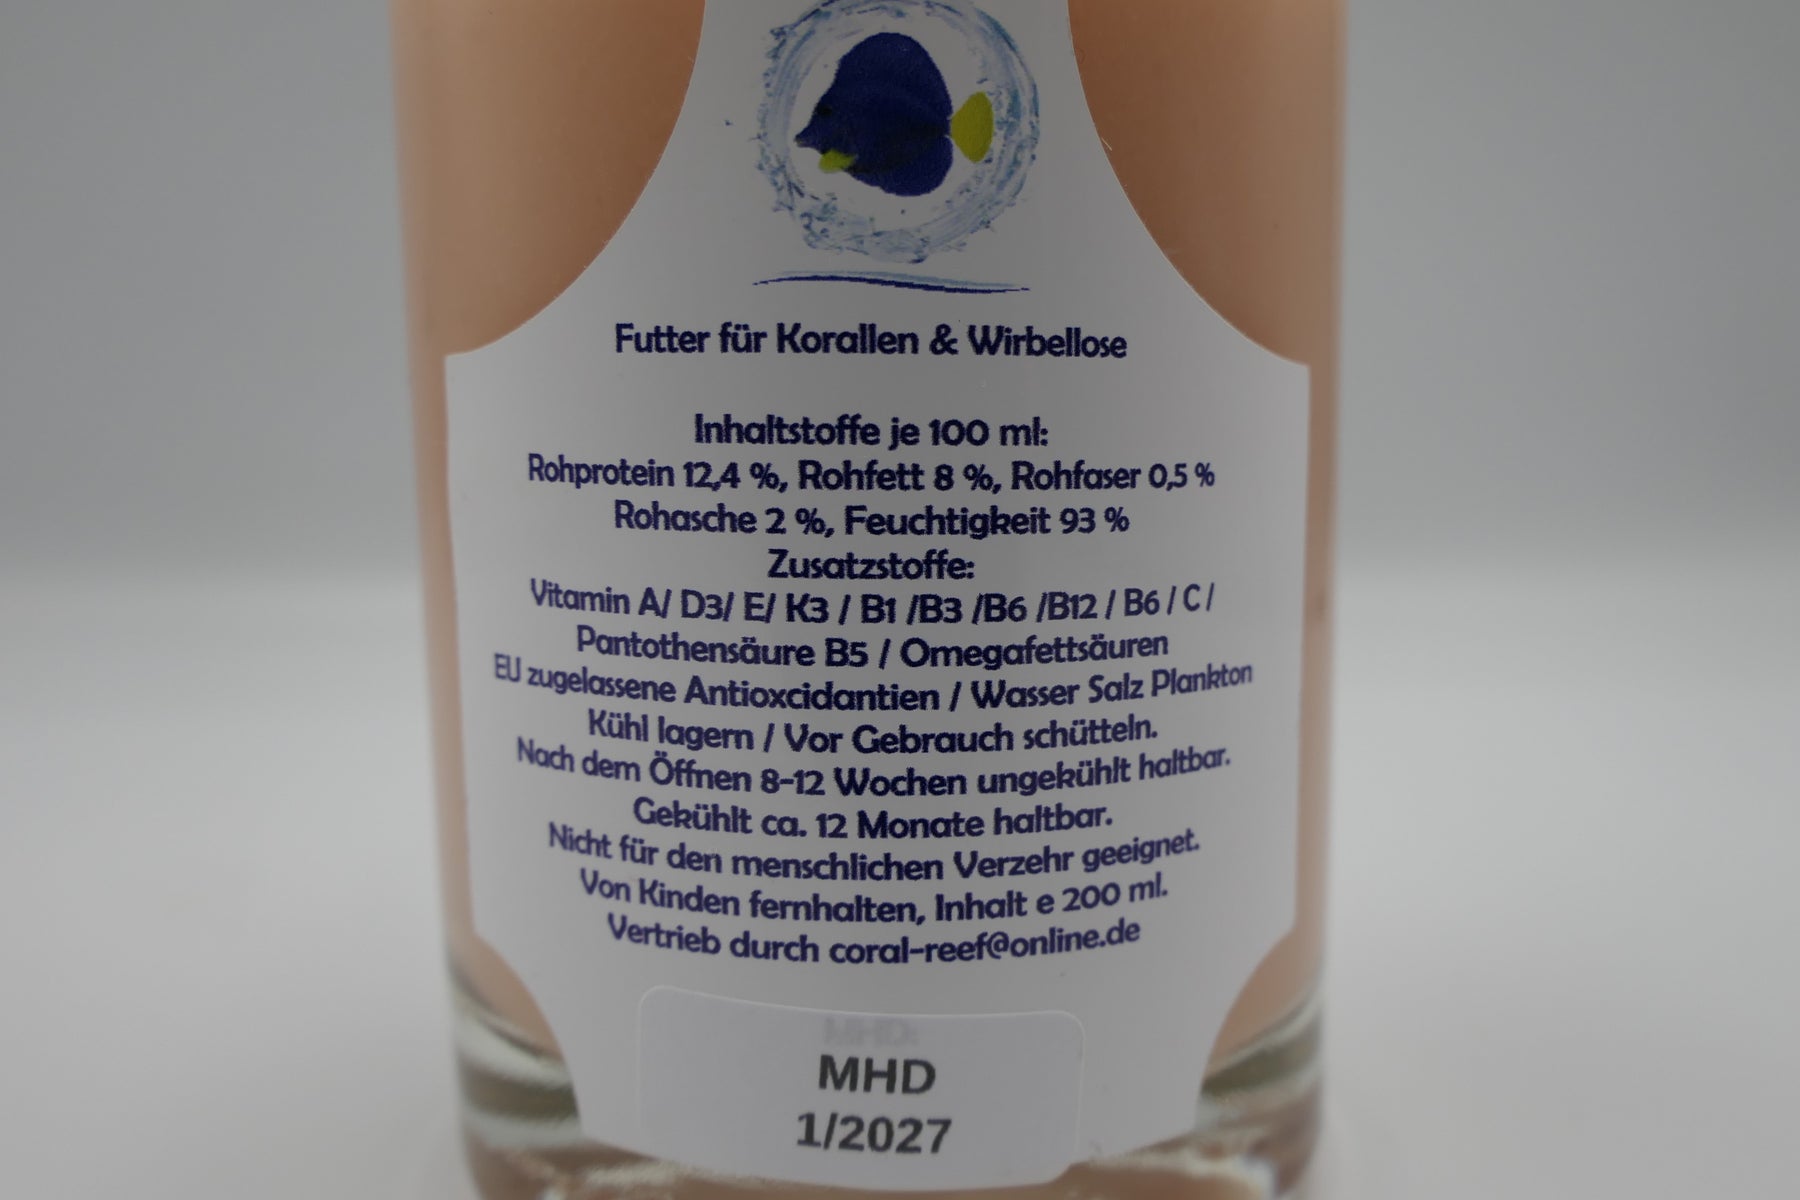 Futter für Korallen & Wirbellose
Inhaltstoffe je 100 ml:
Rohprotein 12,4 %, Rohfett 8 %, Rohfaser 0,5 %
Rohasche 2 %, Feuchtigkeit 93 %
Zusatzstoffe:
Vitamin A/ D3/ E/ K3 / B1 /B3 /B6 /B12 / B6 / C /
Pantothensäure B5 / Omegafettsäuren
EU zugelassene Antioxcidantien / Wasser Salz Plankton
Kühl lagern / Vor Gebrauch schütteln.
Nach dem Öffnen 8-12 Wochen ungekühlt haltbar.
Gekühlt ca. 12 Monate haltbar.
Nicht für den menschlichen Verzehr geeignet.
Von Kinden fernhalten, Inhalt e 200 ml.
Vertrieb durch coral-reef@online.de
MHD:
MHD
1/2027